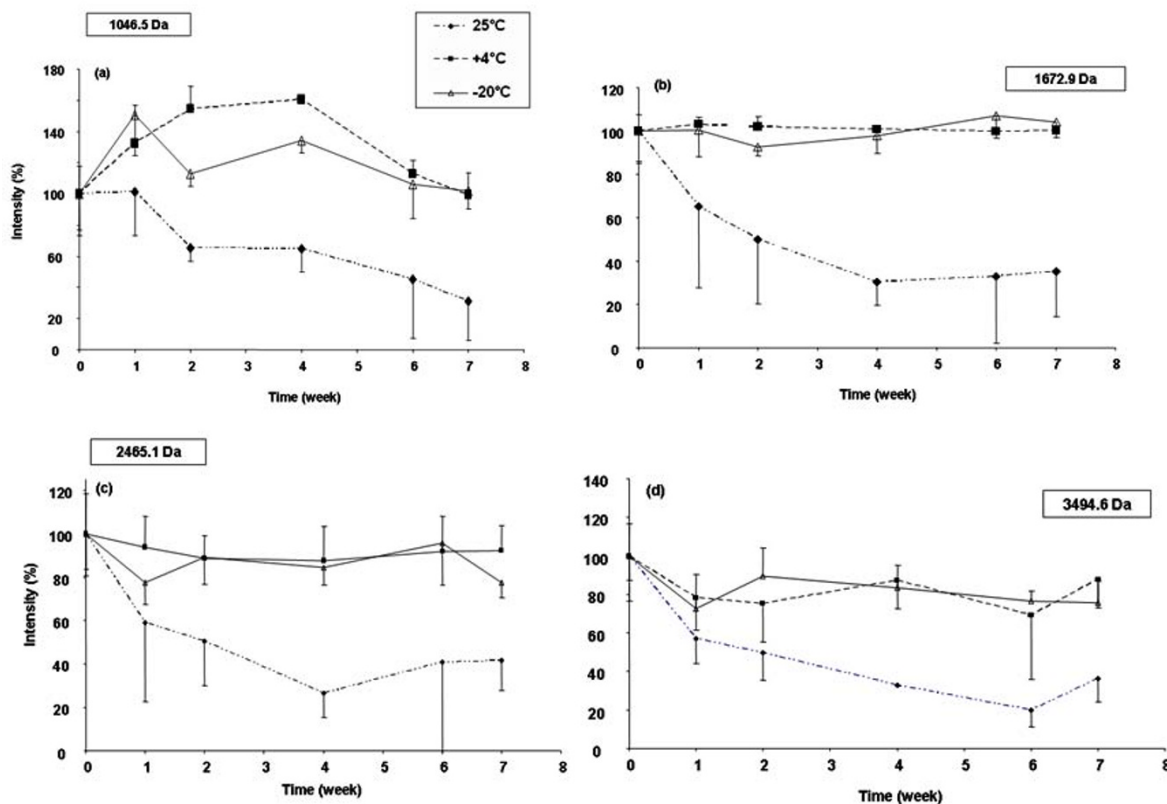 1046.5 Da
25°C
+4°C
-20°C
(a)
180
140
100
60
20
0
Intensity (%)
0 1 2 3 4 5 6 7 8
Time (week)
(b)
1672.9 Da
120
100
80
60
40
20
0
0 1 2 3 4 5 6 7 8
Time (week)
2465.1 Da
(c)
120
100
80
60
40
20
0
Intensity (%)
0 1 2 3 4 5 6 7 8
Time (week)
(d)
3494.6 Da
140
120
100
80
60
40
20
0
0 1 2 3 4 5 6 7 8
Time (week)